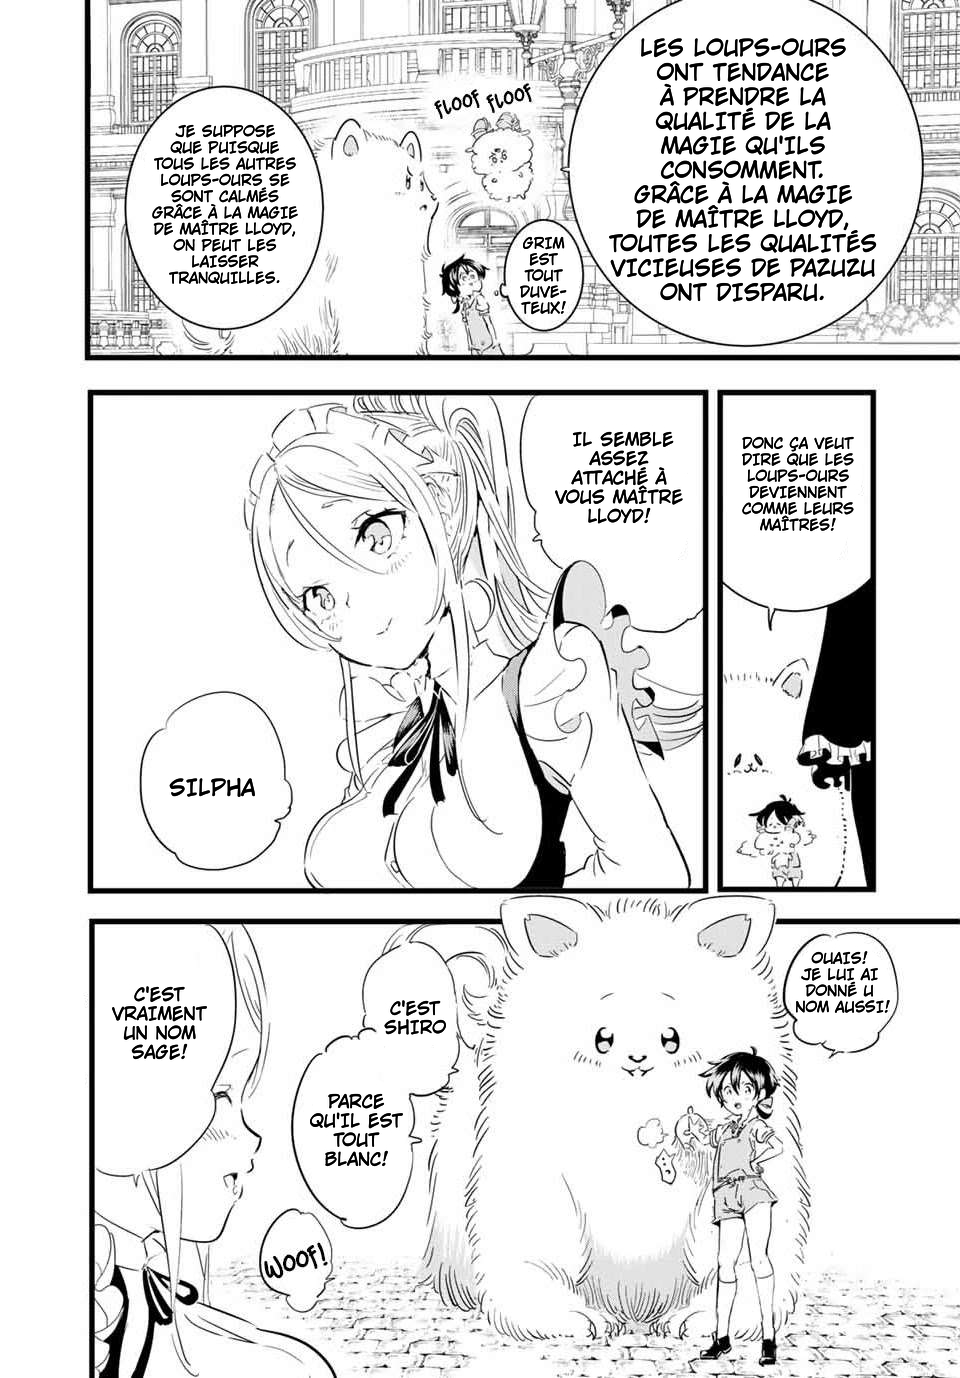 LES LOUPS-OURS
ONT TENDANCE
À PRENDRE LA
QUALITÉ DE LA
MAGIE QU'ILS
CONSOMMENT.
GRÂCE À LA MAGIE
DE MAÎTRE LLOYD,
TOUTES LES QUALITÉS
VICIEUSES DE PAZUZU
ONT DISPARU.
FLOOF FLOOF
GRIM
EST
TOUT
DUVE-
TEUX!
JE SUPPOSE
QUE PUISQUE
TOUS LES AUTRES
LOUPS-OURS SE
SONT CALMÉS
GRÂCE À LA MAGIE
DE MAÎTRE LLOYD,
ON PEUT LES
LAISSER
TRANQUILLES.
DONC ÇA VEUT
DIRE QUE LES
LOUPS-OURS
DEVIENNENT
COMME LEURS
MAÎTRES!
IL SEMBLE
ASSEZ
ATTACHÉ À
VOUS MAÎTRE
LLOYD!
SILPHA
OUAIS!
JE LUI AI
DONNÉ U
NOM AUSSI!
C'EST
SHIRO
PARCE
QU'IL EST
TOUT
BLANC!
WOOF!
C'EST
VRAIMENT
UN NOM
SAGE!